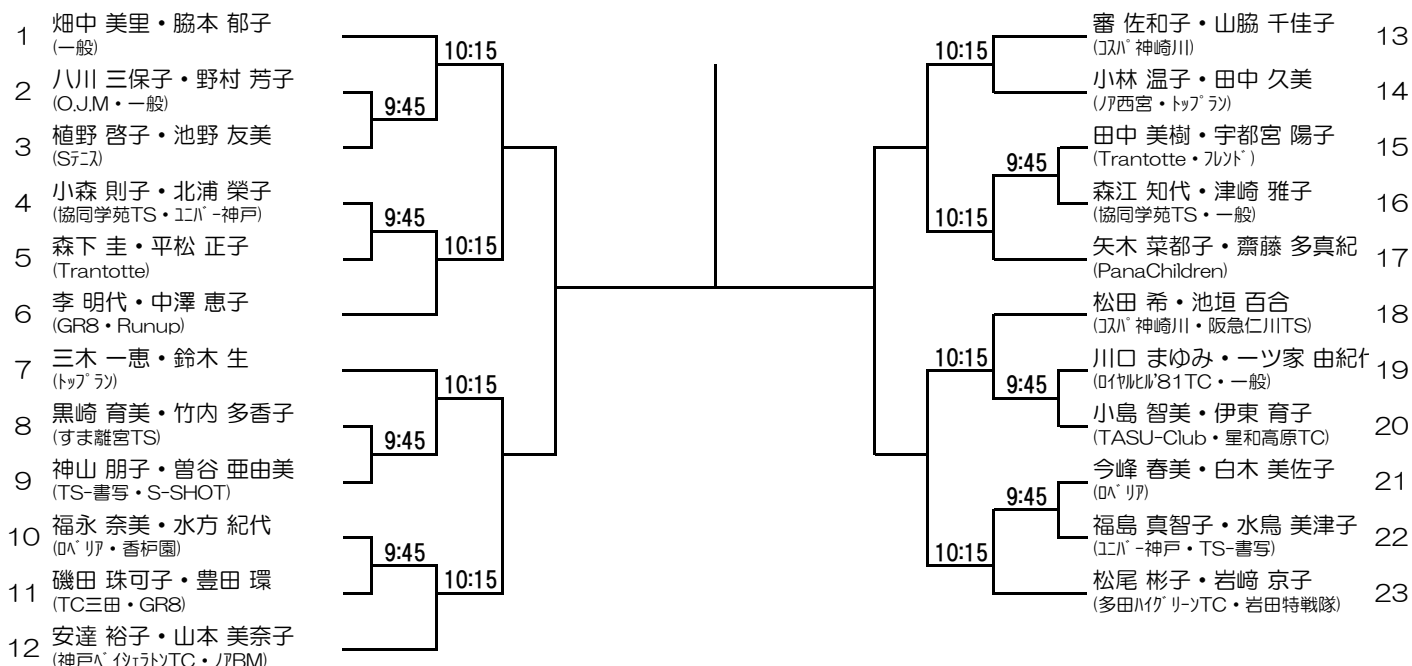 1 畑中 美里・脇本 郁子
(一般)
10:15
2 八川 三保子・野村 芳子
(O.J.M・一般)
9:45
3 植野 啓子・池野 友美
(Sﾃﾆｽ)
4 小森 則子・北浦 榮子
(協同学苑TS・ﾕﾆﾊﾞｰ神戸)
9:45
5 森下 圭・平松 正子
(Trantotte)
10:15
6 李 明代・中澤 恵子
(GR8・Runup)
7 三木 一恵・鈴木 生
(ﾄｯﾌﾟﾗﾝ)
10:15
8 黒崎 育美・竹内 多香子
(すま離宮TS)
9:45
9 神山 朋子・曽谷 亜由美
(TS-書写・S-SHOT)
10 福永 奈美・水方 紀代
(ﾛﾍﾞﾘｱ・香枦園)
9:45
11 磯田 珠可子・豊田 環
(TC三田・GR8)
10:15
12 安達 裕子・山本 美奈子
(神戸ﾍﾞｲｼｪﾗﾄﾝTC・ﾉｱBM)
審 佐和子・山脇 千佳子 13
(ｺｽﾊﾟ神崎川)
10:15
小林 温子・田中 久美 14
(ﾉｱ西宮・ﾄｯﾌﾟﾗﾝ)
田中 美樹・宇都宮 陽子 15
(Trantotte・ﾌﾚﾝﾄﾞ)
9:45
森江 知代・津崎 雅子 16
(協同学苑TS・一般)
10:15
矢木 菜都子・齋藤 多真紀 17
(PanaChildren)
松田 希・池垣 百合 18
(ｺｽﾊﾟ神崎川・阪急仁川TS)
10:15
川口 まゆみ・一ツ家 由紀 19
(ﾛｲﾔﾙﾋﾙ'81TC・一般)
9:45
小島 智美・伊東 育子 20
(TASU-Club・星和高原TC)
今峰 春美・白木 美佐子 21
(ﾛﾍﾞﾘｱ)
9:45
福島 真智子・水鳥 美津子 22
(ﾕﾆﾊﾞｰ神戸・TS-書写)
10:15
松尾 彬子・岩﨑 京子 23
(多田ﾊｲｸﾞﾘｰﾝTC・岩田特戦隊)